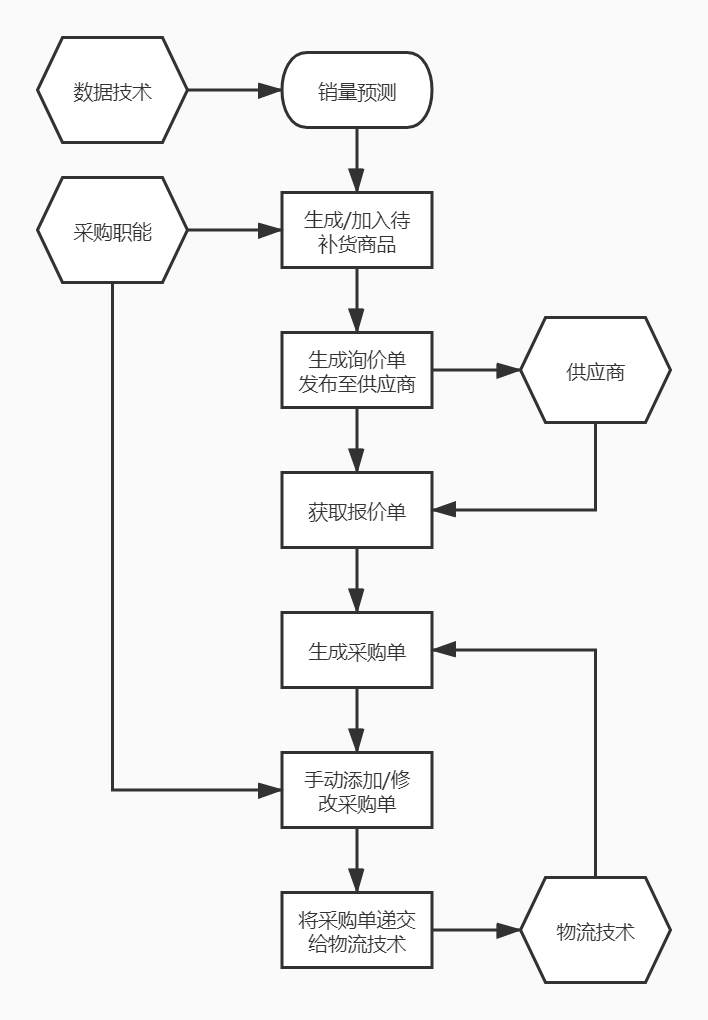 数据技术
销量预测
采购职能
生成/加入待
补货商品
生成询价单
发布至供应商
供应商
获取报价单
生成采购单
手动添加/修
改采购单
将采购单递交
给物流技术
物流技术